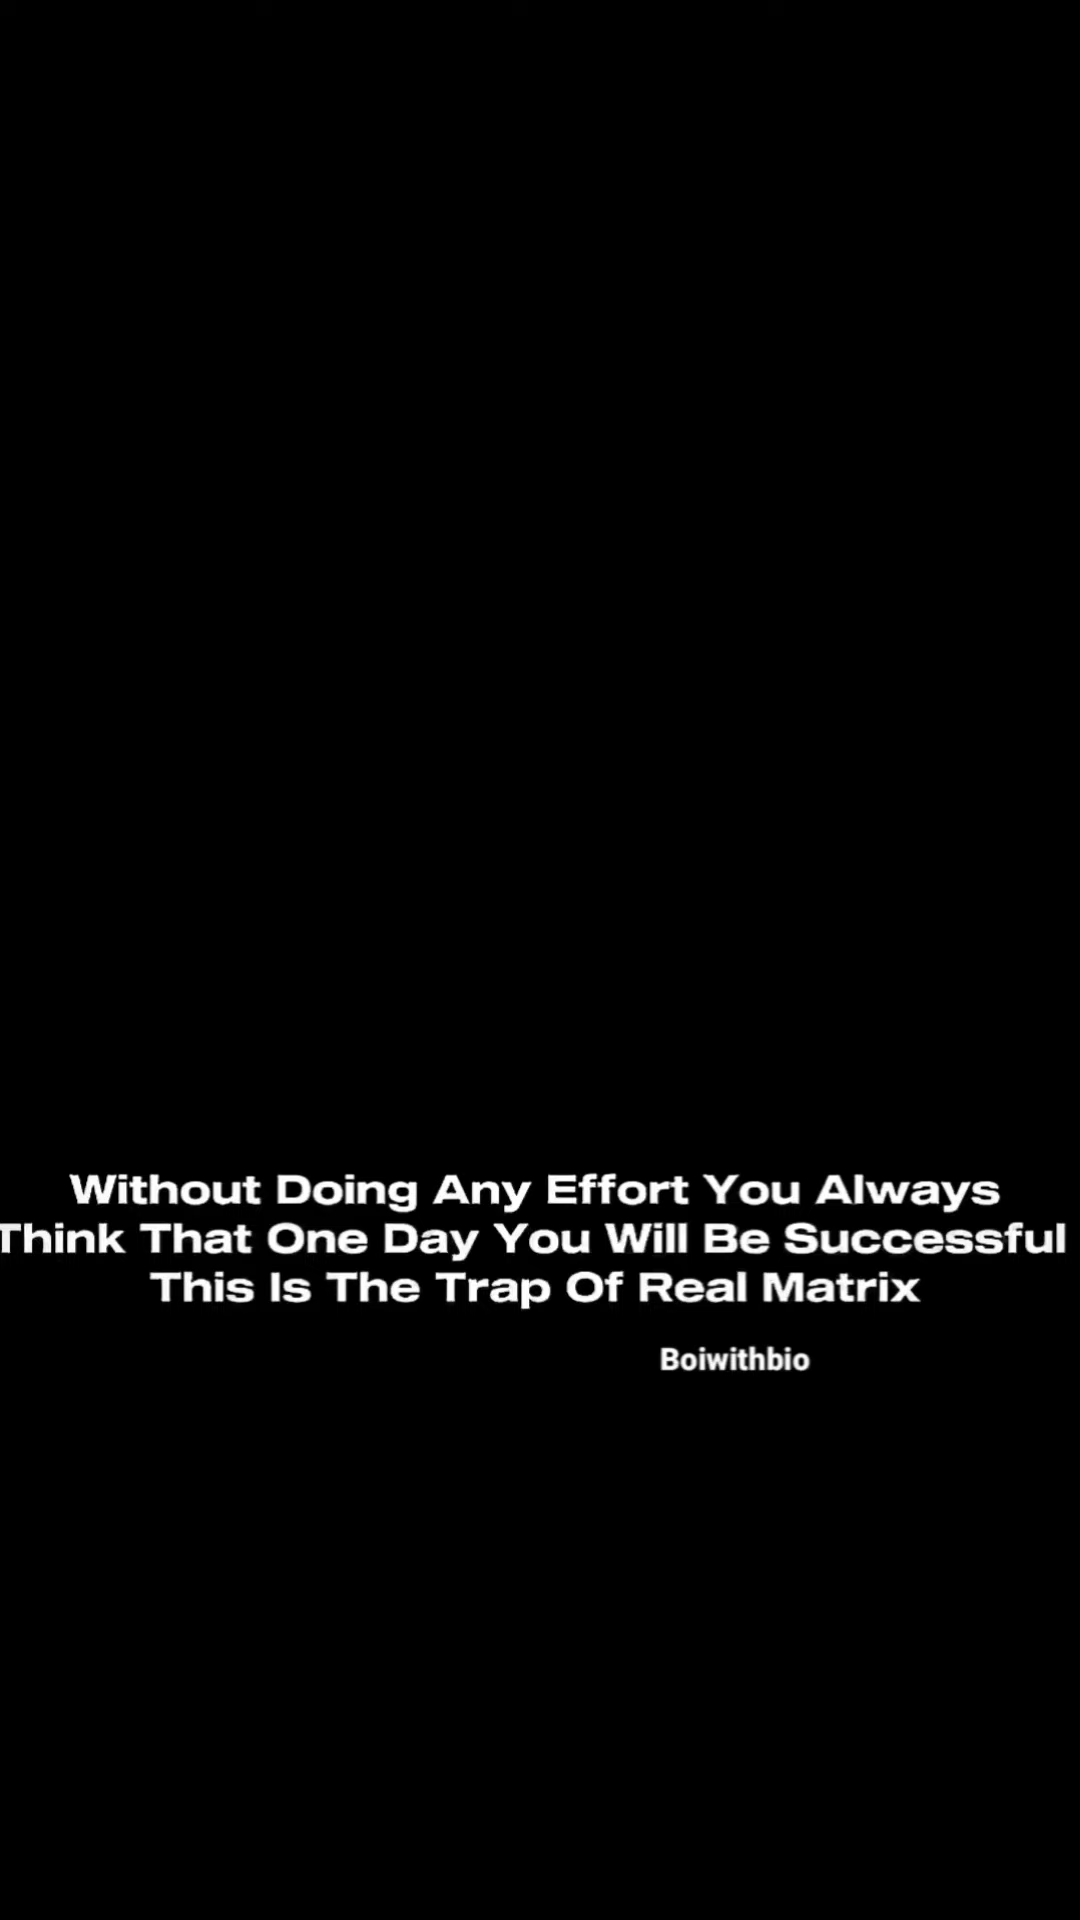 Without Doing Any Effort You Always
Think That One Day You Will Be Successful
This Is The Trap Of Real Matrix
Boiwithbio